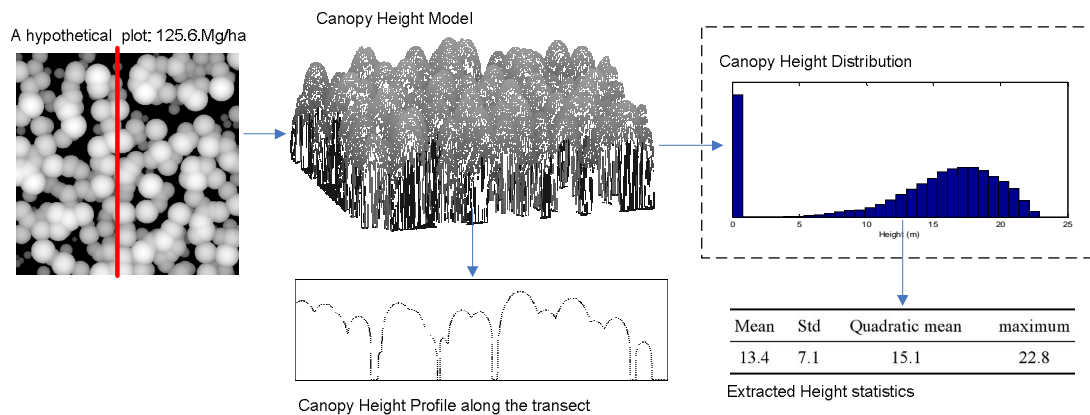 A hypothetical plot: 125.6.Mg/ha
Canopy Height Model
Canopy Height Distribution
0 5 10 15 20 25
Height (m)
Mean Std Quadratic mean maximum
13.4 7.1 15.1 22.8
Extracted Height statistics
Canopy Height Profile along the transect